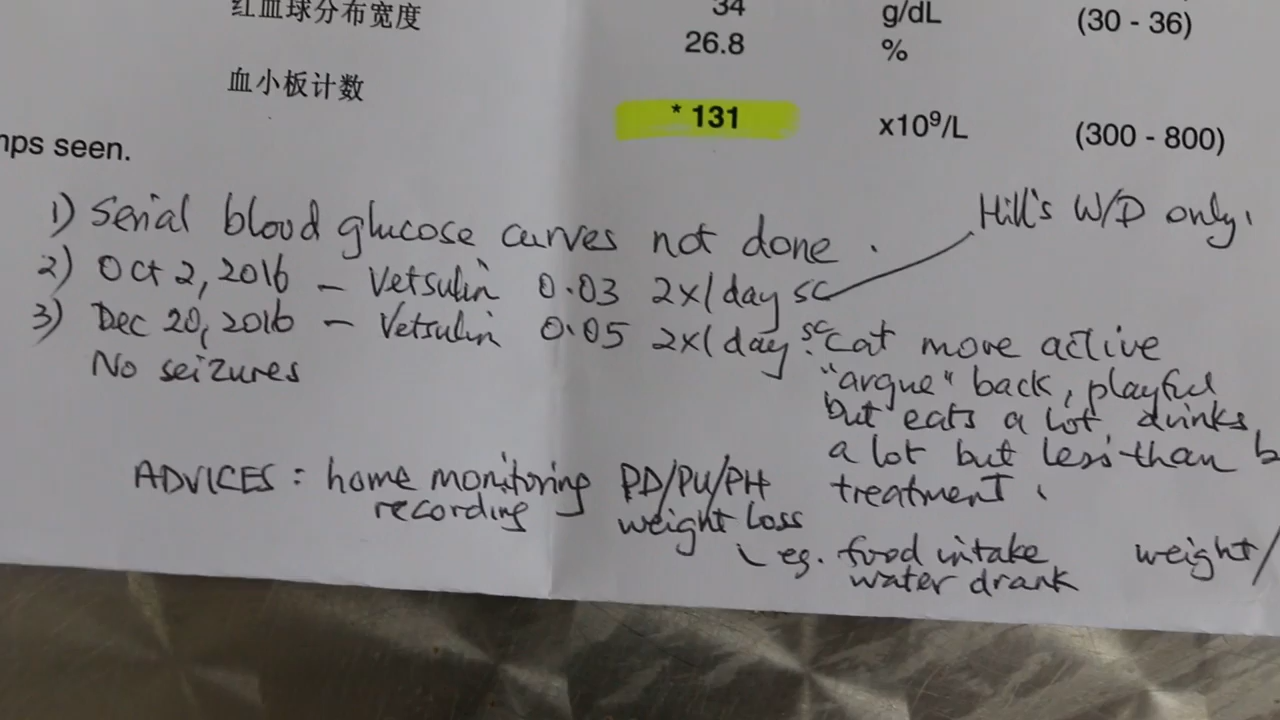 34 g/dL (30 - 36)
红血球分布宽度 26.8 %
血小板计数 * 131 x10⁹/L (300 - 800)
seen.
Hill's W/D only.
1) Serial blood glucose curves not done.
2) Oct 2, 2016 - Vetsulin 0.03 2x/day sc
3) Dec 20, 2016 - Vetsulin 0.05 2x/day sc. cat more active
No seizures
"argue" back, playful
but eats a lot, drinks
a lot but less than
treatment.
ADVICES: home monitoring PD/PU/PH
recording weight loss
eg. food intake weight/
water drank